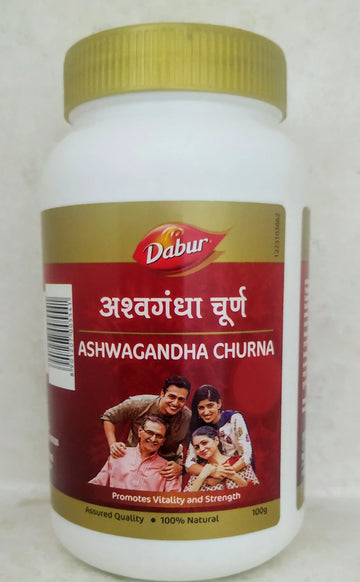 Dabur
अश्वगंधा चूर्ण
ASHWAGANDHA CHURNA
Promotes Vitality and Strength
Assured Quality • 100% Natural
100g